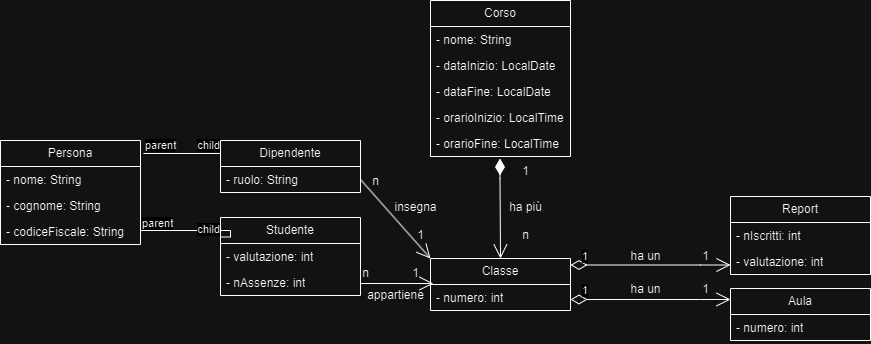 Corso
- nome: String
- dataInizio: LocalDate
- dataFine: LocalDate
- orarioInizio: LocalTime
- orarioFine: LocalTime
Persona
- nome: String
- cognome: String
- codiceFiscale: String
parent
child
Dipendente
- ruolo: String
parent
child
Studente
- valutazione: int
- nAssenze: int
n
insegna
1
1
ha più
n
n
1
appartiene
Classe
- numero: int
1
ha un
1
1
ha un
1
Report
- nIscritti: int
- valutazione: int
Aula
- numero: int